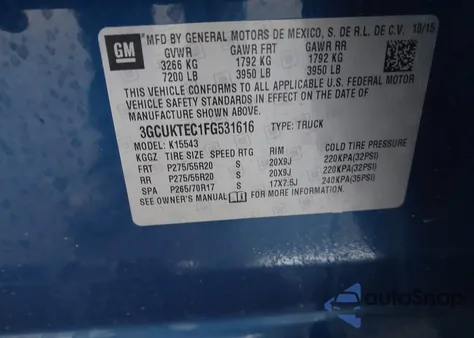 GM
MFD BY GENERAL MOTORS DE MEXICO, S. DE R.L. DE C.V. 10/15
GVWR GAWR FRT GAWR RR
3266 KG 1792 KG 1792 KG
7200 LB 3950 LB 3950 LB
THIS VEHICLE CONFORMS TO ALL APPLICABLE U.S. FEDERAL MOTOR
VEHICLE SAFETY STANDARDS IN EFFECT ON THE DATE OF
MANUFACTURE SHOWN ABOVE.
3GCUKTEC1FG531616 TYPE: TRUCK
MODEL: K15543
KGGZ TIRE SIZE SPEED RTG RIM COLD TIRE PRESSURE
FRT P275/55R20 S 20X9J 220KPA(32PSI)
RR P275/55R20 S 20X9J 220KPA(32PSI)
SPA P265/70R17 S 17X7.5J 240KPA(35PSI)
SEE OWNER'S MANUAL FOR MORE INFORMATION.
autoSnap